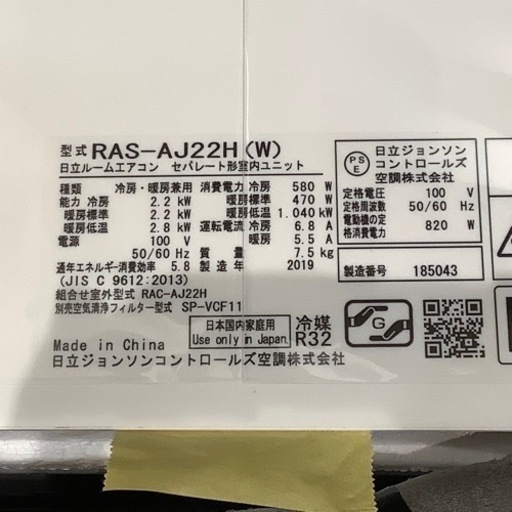 型式 RAS-AJ22H(W)
日立ルームエアコン セパレート形室内ユニット
種類 冷房・暖房兼用
能力 冷房 2.2 kW
暖房標準 2.2 kW
暖房低温 2.8 kW
電源 100 V
50/60 Hz
通年エネルギー消費効率 5.8
(JIS C 9612:2013)
消費電力 冷房 580 W
暖房標準 470 W
暖房低温 1.040 kW
運転電流 冷房 6.8 A
暖房 5.5 A
質量 7.5 kg
製造年 2019
組合せ室外型式 RAC-AJ22H
別売空気清浄フィルター型式 SP-VCF11
日本国内家庭用
Use only in Japan.
冷媒
R32
Made in China
日立ジョンソンコントロールズ空調株式会社
PS
E
日立ジョンソン
コントロールズ
空調株式会社
定格電圧 100 V
定格周波数 50/60 Hz
電動機の定格消費電力 820 W
製造番号 185043
G